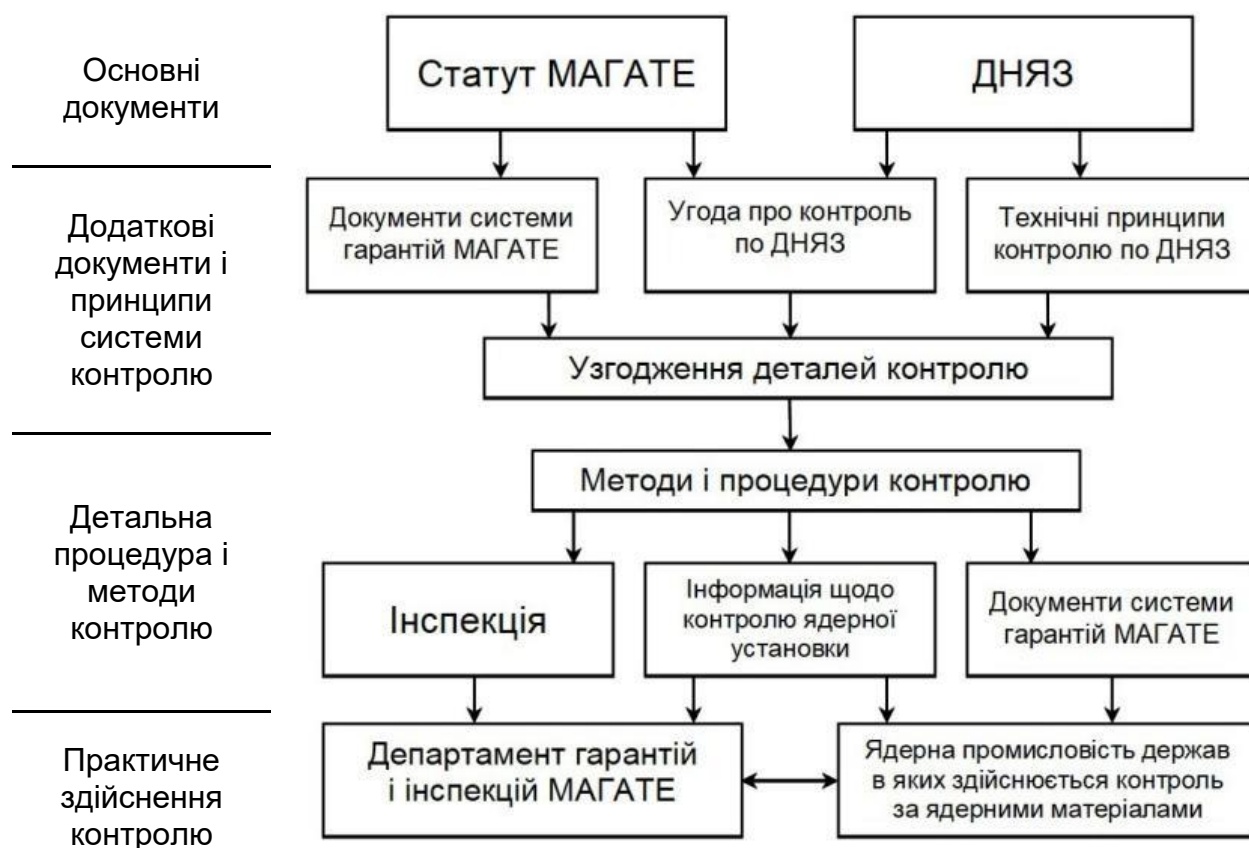 Основні
документи
Статут МАГАТЕ
ДНЯЗ
Додаткові
документи і
принципи
системи
контролю
Документи системи
гарантій МАГАТЕ
Угода про контроль
по ДНЯЗ
Технічні принципи
контролю по ДНЯЗ
Узгодження деталей контролю
Детальна
процедура і
методи
контролю
Методи і процедури контролю
Інспекція
Інформація щодо
контролю ядерної
установки
Документи системи
гарантій МАГАТЕ
Практичне
здійснення
контролю
Департамент гарантій
і інспекцій МАГАТЕ
Ядерна промисловість держав
в яких здійснюється контроль
за ядерними матеріалами